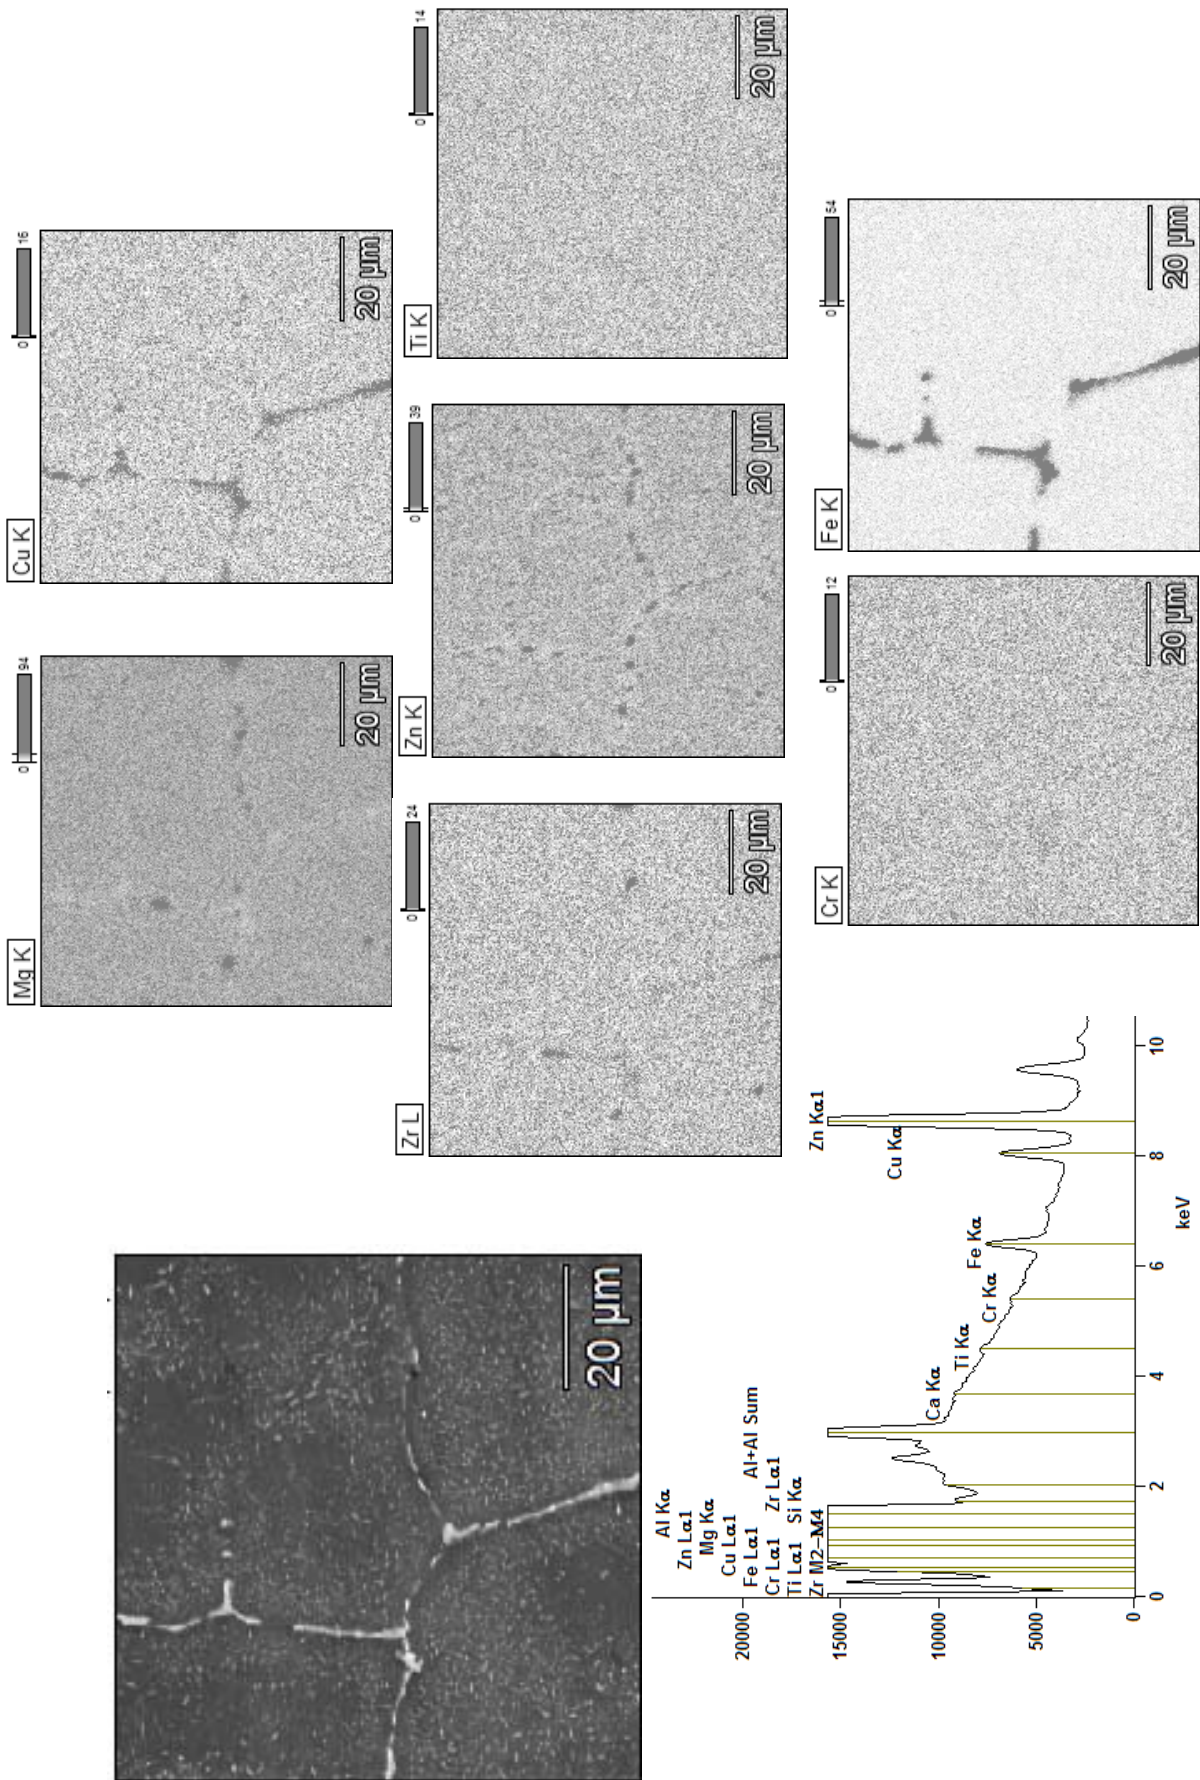 20 μm
Mg K
0 94
20 μm
Cu K
0 16
20 μm
Zr L
0 24
20 μm
Zn K
0 39
20 μm
Ti K
0 14
20 μm
Cr K
0 12
20 μm
Fe K
0 54
20 μm
Al Kα
Zn Lα1
Mg Kα
Cu Lα1
Fe Lα1
Al+Al Sum
Cr Lα1
Zr Lα1
Ti Lα1
Si Kα
Zr M2-M4
Ca Kα
Ti Kα
Cr Kα
Fe Kα
Cu Kα
Zn Kα1
20000
15000
10000
5000
0
0 2 4 6 8 10
keV